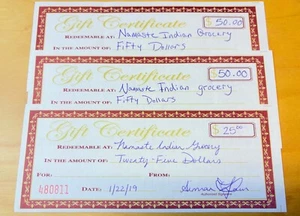 Gift Certificate
$50.00
REDEEMABLE AT: Namaste Indian Grocery
IN THE AMOUNT OF: Fifty Dollars
Gift Certificate
$50.00
REDEEMABLE AT: Namaste Indian grocery
IN THE AMOUNT OF: Fifty Dollars
Gift Certificate
$25.00
REDEEMABLE AT: Namaste Indian Grocery
IN THE AMOUNT OF: Twenty-Five Dollars
FOR: FROM:
480811 DATE: 1/22/19